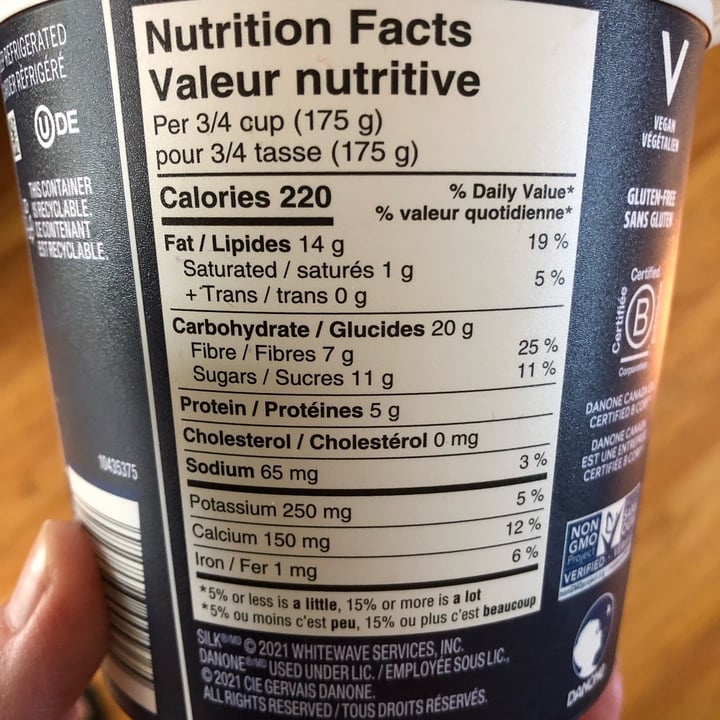 REFRIGERATED
RÉFRIGÉRÉ
U DE
THIS CONTAINER
IS RECYCLABLE.
CE CONTENANT
EST RECYCLABLE.
10435375
Nutrition Facts
Valeur nutritive
Per 3/4 cup (175 g)
pour 3/4 tasse (175 g)
Calories 220
% Daily Value*
% valeur quotidienne*
Fat / Lipides 14 g 19 %
Saturated / saturés 1 g
+ Trans / trans 0 g 5 %
Carbohydrate / Glucides 20 g
Fibre / Fibres 7 g 25 %
Sugars / Sucres 11 g 11 %
Protein / Protéines 5 g
Cholesterol / Cholestérol 0 mg
Sodium 65 mg 3 %
Potassium 250 mg 5 %
Calcium 150 mg 12 %
Iron / Fer 1 mg 6 %
*5% or less is a little, 15% or more is a lot
*5% ou moins c'est peu, 15% ou plus c'est beaucoup
SILK®/MD © 2021 WHITEWAVE SERVICES, INC.
DANONE®/MD USED UNDER LIC. / EMPLOYÉE SOUS LIC.,
© 2021 CIE GERVAIS DANONE.
ALL RIGHTS RESERVED / TOUS DROITS RÉSERVÉS.
V
VEGAN
VÉGÉTALIEN
GLUTEN-FREE
SANS GLUTEN
Certified
Certifiée
B
Corporation
DANONE CANADA
CERTIFIED B CORP
DANONE CANADA
EST UNE
CERTIFIÉE B CORP
NON
GMO
Project
VERIFIED
DANONE